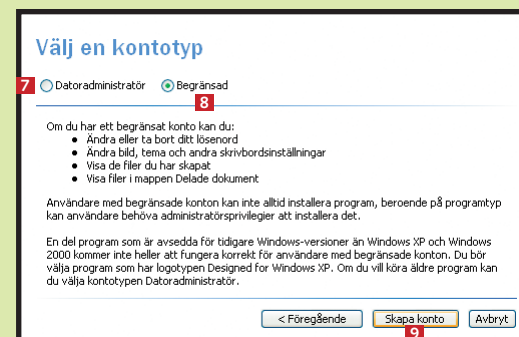 Välj en kontotyp
7 Datoradministratör Begränsad
8
Om du har ett begränsat konto kan du:
● Ändra eller ta bort ditt lösenord
● Ändra bild, tema och andra skrivbordsinställningar
● Visa de filer du har skapat
● Visa filer i mappen Delade dokument
Användare med begränsade konton kan inte alltid installera program, beroende på programtyp
kan användare behöva administratörsprivilegier att installera det.
En del program som är avsedda för tidigare Windows-versioner än Windows XP och Windows
2000 kommer inte heller att fungera korrekt för användare med begränsade konton. Du bör
välja program som har logotypen Designed for Windows XP. Om du vill köra äldre program kan
du välja kontotypen Datoradministratör.
< Föregående Skapa konto Avbryt
9